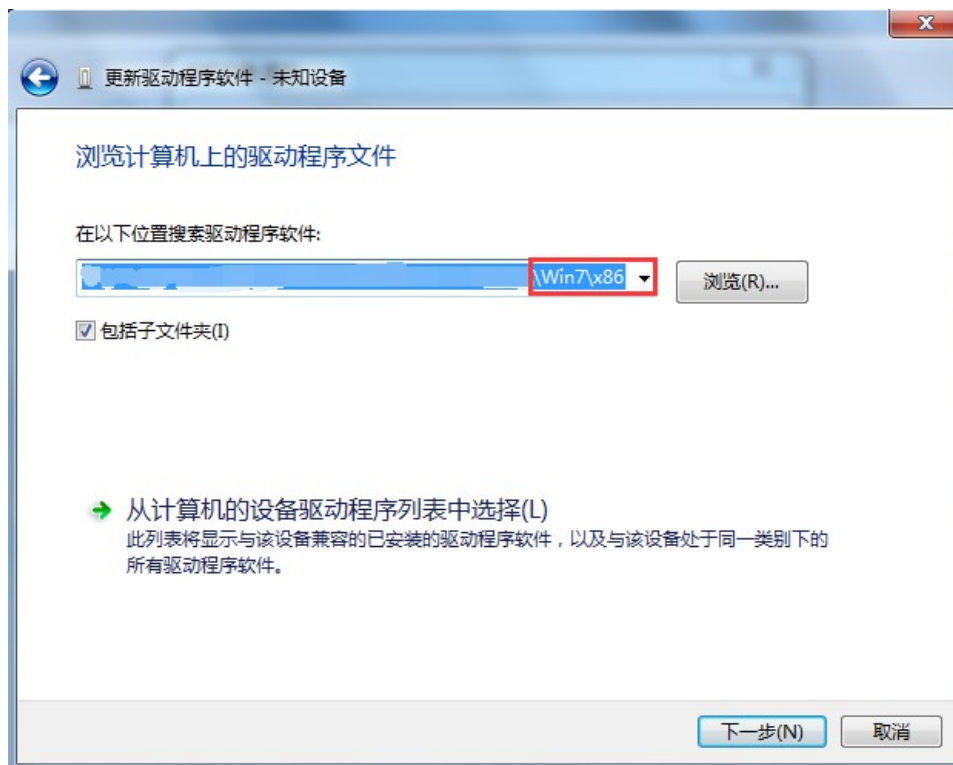 X
更新驱动程序软件 - 未知设备
浏览计算机上的驱动程序文件
在以下位置搜索驱动程序软件:
\Win7\x86
浏览(R)...
包括子文件夹(I)
从计算机的设备驱动程序列表中选择(L)
此列表将显示与该设备兼容的已安装的驱动程序软件，以及与该设备处于同一类别下的
所有驱动程序软件。
下一步(N)
取消